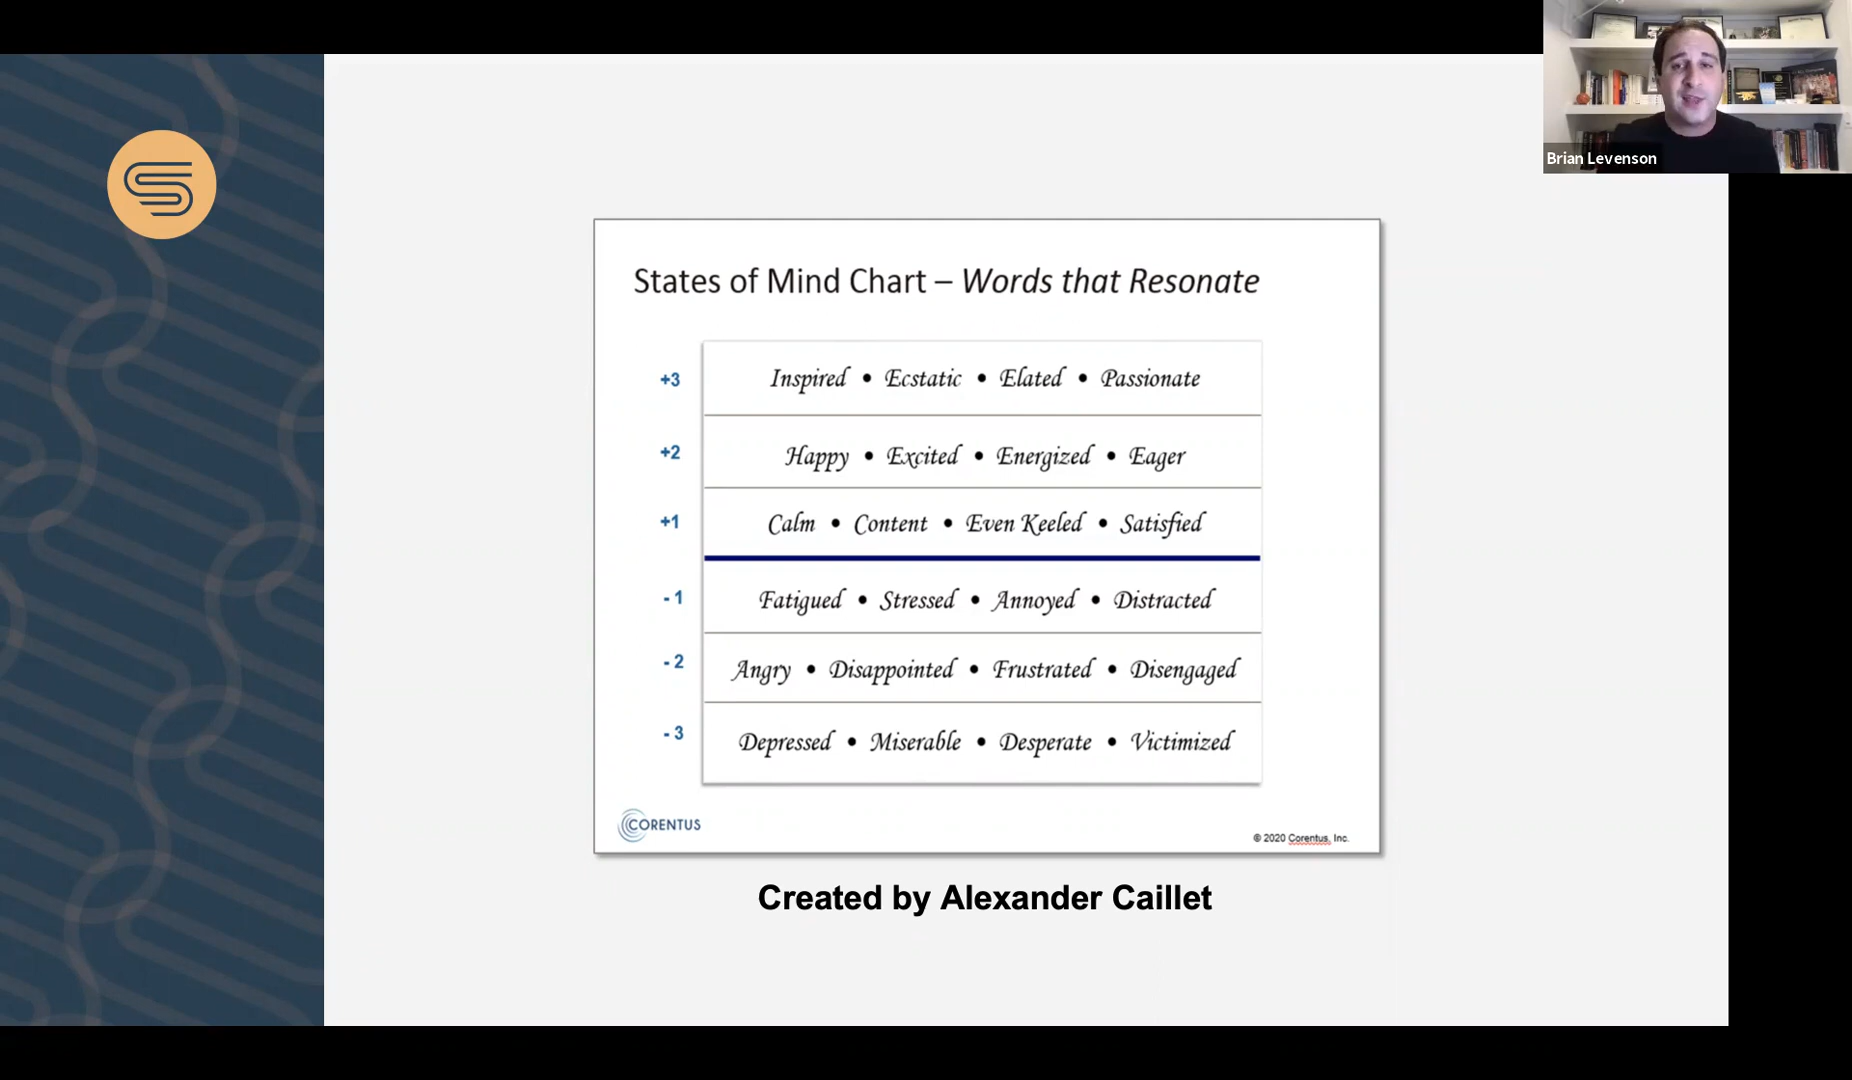 Brian Levenson
States of Mind Chart – Words that Resonate
+3 Inspired • Ecstatic • Elated • Passionate
+2 Happy • Excited • Energized • Eager
+1 Calm • Content • Even Keeled • Satisfied
- 1 Fatigued • Stressed • Annoyed • Distracted
- 2 Angry • Disappointed • Frustrated • Disengaged
- 3 Depressed • Miserable • Desperate • Victimized
CORENTUS
© 2020 Corentus, Inc.
Created by Alexander Caillet